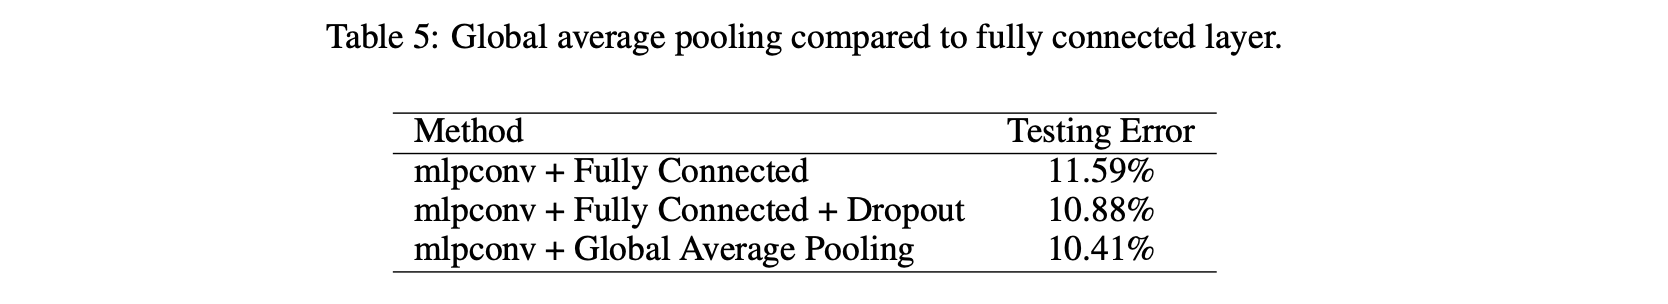 Table 5: Global average pooling compared to fully connected layer.
Method Testing Error
mlpconv + Fully Connected 11.59%
mlpconv + Fully Connected + Dropout 10.88%
mlpconv + Global Average Pooling 10.41%